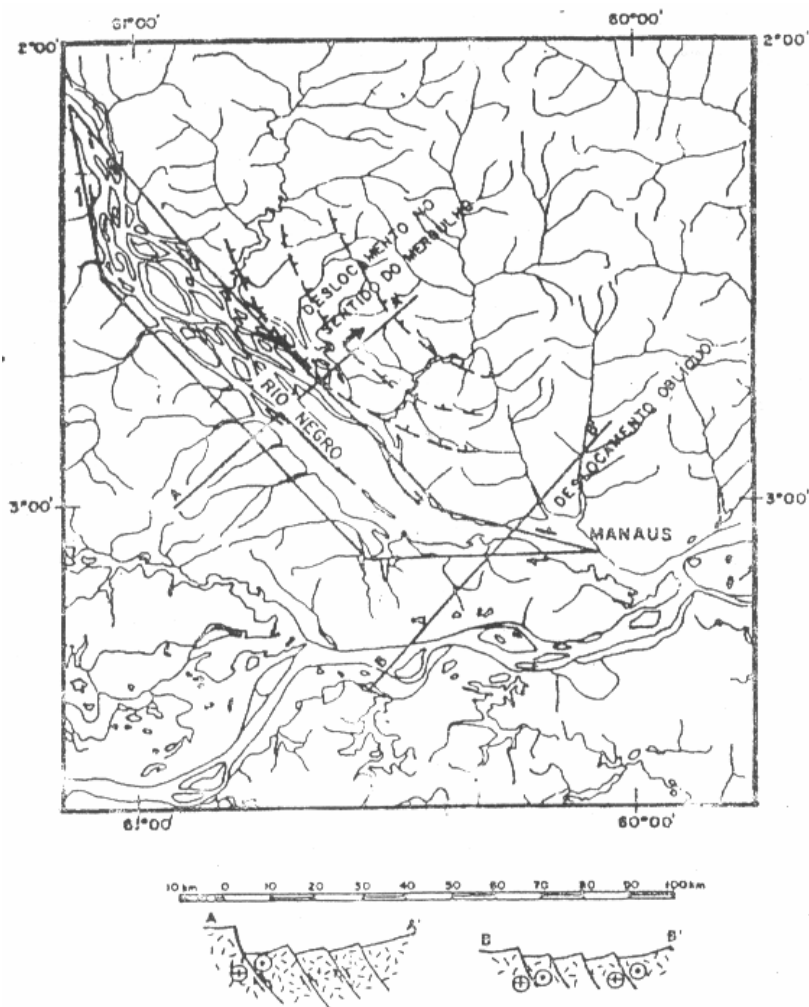 61°00'
60°00'
2°00'
2°00'
DESLOCAMENTO NO
SENTIDO DO MERGULHO
A'
RIO NEGRO
A
B'
DESLOCAMENTO OBLIQUO
3°00'
3°00'
MANAUS
61°00'
60°00'
10 km 0 10 20 30 40 50 60 70 80 90 100 km
A A' B B'